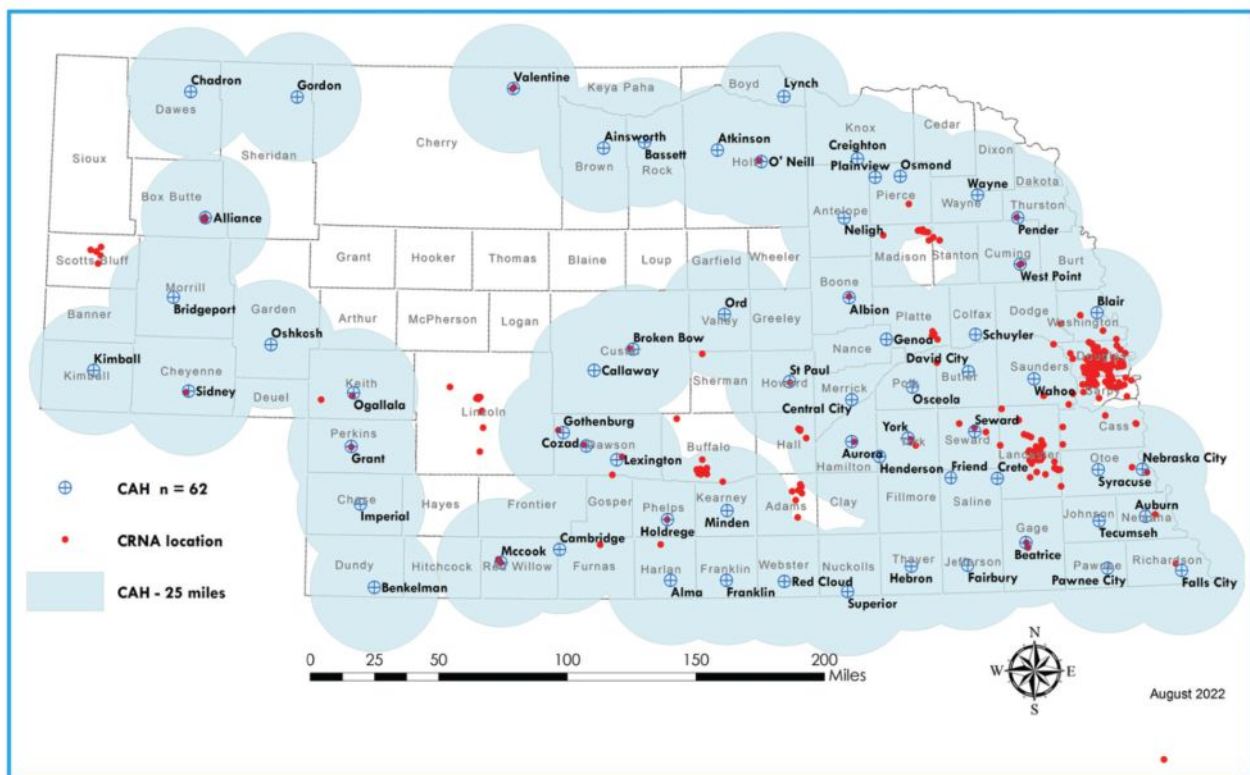 Chadron
Dawes
Gordon
Valentine
Keya Paha
Boyd
Lynch
Sioux
Sheridan
Cherry
Ainsworth
Brown
Bassett
Rock
Atkinson
Holt
O' Neill
Knox
Creighton
Cedar
Plainview
Osmond
Pierce
Dixon
Wayne
Wayne
Dakota
Thurston
Pender
Box Butte
Alliance
Antelope
Neligh
Scotts Bluff
Grant
Hooker
Thomas
Blaine
Loup
Garfield
Wheeler
Madison
Stanton
Cuming
West Point
Burt
Morrill
Bridgeport
Banner
Garden
Oshkosh
Arthur
McPherson
Logan
Ord
Valley
Greeley
Boone
Albion
Platte
Colfax
Schuyler
Dodge
Blair
Washington
Broken Bow
Custer
Callaway
Nance
Genoa
David City
Butler
Saunders
Wahoo
Douglas
Sarpy
Kimball
Kimball
Cheyenne
Sidney
Deuel
Keith
Ogallala
Lincoln
Sherman
St Paul
Howard
Merrick
Central City
Polk
Osceola
Perkins
Grant
Gothenburg
Cozad
Dawson
Lexington
Buffalo
Hall
Aurora
Hamilton
York
York
Henderson
Seward
Seward
Friend
Crete
Lancaster
Cass
Otoe
Syracuse
Nebraska City
CAH n = 62
Chase
Imperial
Hayes
Frontier
Gosper
Phelps
Holdrege
Kearney
Minden
Adams
Clay
Fillmore
Saline
Gage
Beatrice
Johnson
Tecumseh
Auburn
Nemaha
CRNA location
Dundy
Benkelman
Hitchcock
Mccook
Red Willow
Cambridge
Furnas
Harlan
Alma
Franklin
Franklin
Webster
Red Cloud
Nuckolls
Superior
Thayer
Hebron
Jefferson
Fairbury
Pawnee
Pawnee City
Richardson
Falls City
CAH - 25 miles
0 25 50 100 150 200
Miles
N
W E
S
August 2022